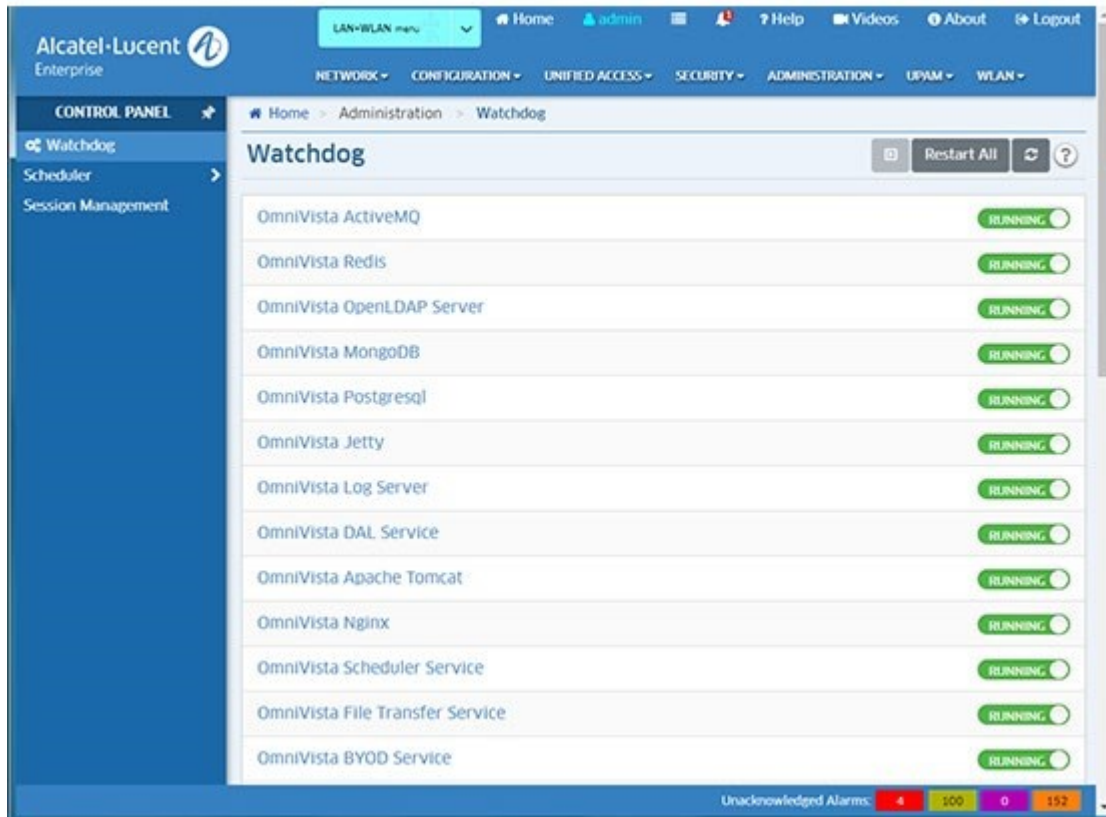 Alcatel·Lucent
Enterprise
LAN+WLAN menu
Home admin ? Help Videos About Logout
NETWORK CONFIGURATION UNIFIED ACCESS SECURITY ADMINISTRATION UPAM WLAN
CONTROL PANEL
Watchdog
Scheduler
Session Management
Home > Administration > Watchdog
Watchdog
Restart All ?
OmniVista ActiveMQ RUNNING
OmniVista Redis RUNNING
OmniVista OpenLDAP Server RUNNING
OmniVista MongoDB RUNNING
OmniVista Postgresql RUNNING
OmniVista Jetty RUNNING
OmniVista Log Server RUNNING
OmniVista DAL Service RUNNING
OmniVista Apache Tomcat RUNNING
OmniVista Nginx RUNNING
OmniVista Scheduler Service RUNNING
OmniVista File Transfer Service RUNNING
OmniVista BYOD Service RUNNING
Unacknowledged Alarms: 4 100 0 152